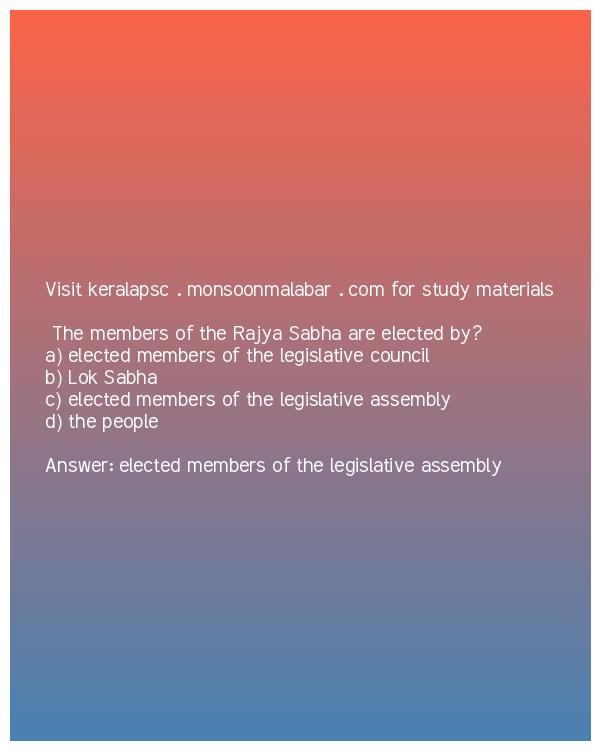 Visit keralapsc . monsoonmalabar . com for study materials
The members of the Rajya Sabha are elected by?
a) elected members of the legislative council
b) Lok Sabha
c) elected members of the legislative assembly
d) the people
Answer: elected members of the legislative assembly